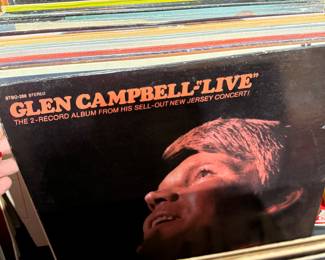 STBO-268 STEREO
GLEN CAMPBELL-"LIVE"
THE 2-RECORD ALBUM FROM HIS SELL-OUT NEW JERSEY CONCERT!